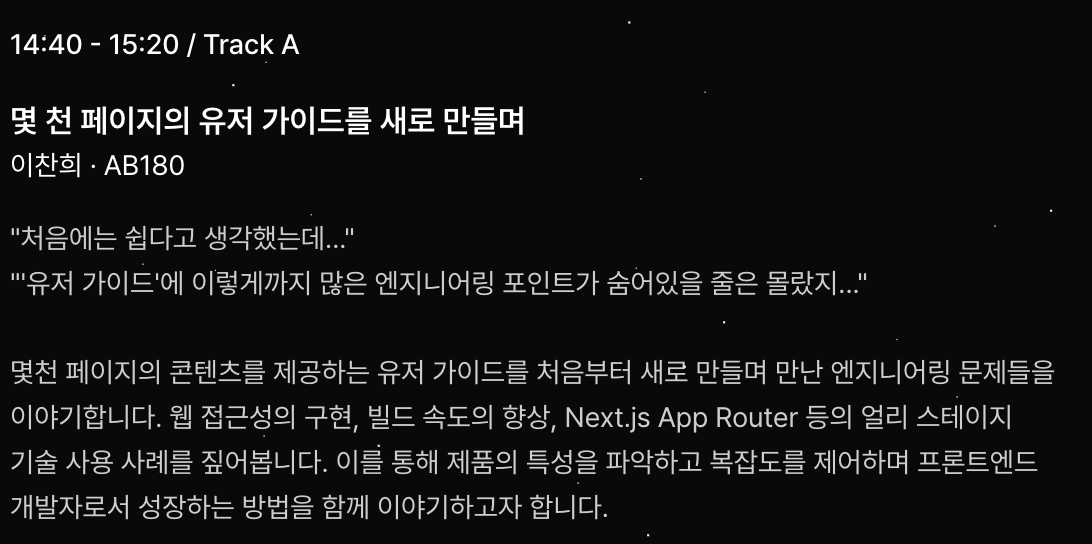 14:40 - 15:20 / Track A
몇 천 페이지의 유저 가이드를 새로 만들며
이찬희 · AB180
"처음에는 쉽다고 생각했는데..."
"'유저 가이드'에 이렇게까지 많은 엔지니어링 포인트가 숨어있을 줄은 몰랐지..."
몇천 페이지의 콘텐츠를 제공하는 유저 가이드를 처음부터 새로 만들며 만난 엔지니어링 문제들을
이야기합니다. 웹 접근성의 구현, 빌드 속도의 향상, Next.js App Router 등의 얼리 스테이지
기술 사용 사례를 짚어봅니다. 이를 통해 제품의 특성을 파악하고 복잡도를 제어하며 프론트엔드
개발자로서 성장하는 방법을 함께 이야기하고자 합니다.